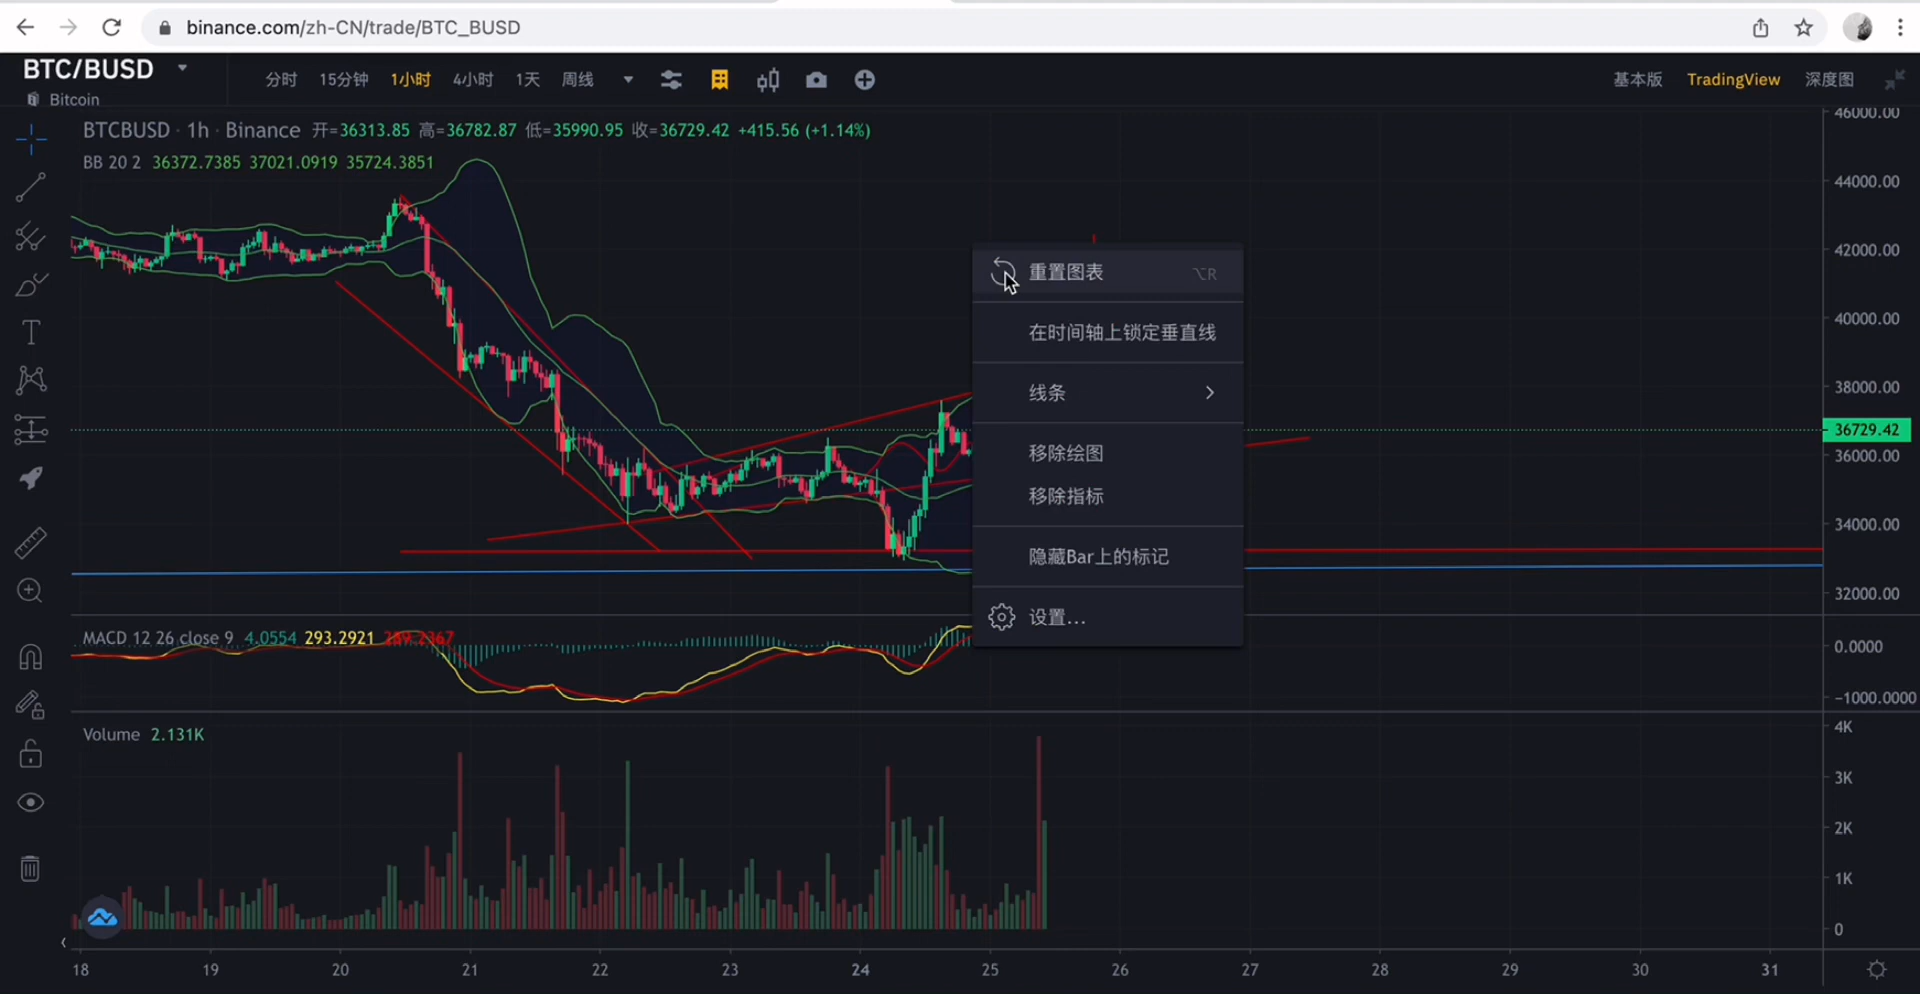 binance.com/zh-CN/trade/BTC_BUSD
BTC/BUSD
Bitcoin
分时 15分钟 1小时 4小时 1天 周线
基本版 TradingView 深度图
BTCBUSD · 1h · Binance 开=36313.85 高=36782.87 低=35990.95 收=36729.42 +415.56 (+1.14%)
BB 20 2 36372.7385 37021.0919 35724.3851
46000.00
44000.00
42000.00
40000.00
38000.00
36729.42
36000.00
34000.00
32000.00
重置图表 ⌥R
在时间轴上锁定垂直线
线条
移除绘图
移除指标
隐藏Bar上的标记
设置...
MACD 12 26 close 9 4.0554 293.2921
0.0000
-1000.0000
Volume 2.131K
4K
3K
2K
1K
0
18 19 20 21 22 23 24 25 26 27 28 29 30 31